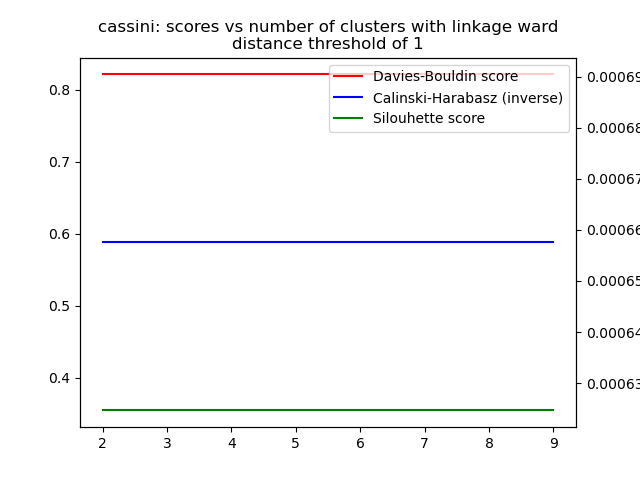 cassini: scores vs number of clusters with linkage ward
distance threshold of 1
Davies-Bouldin score
Calinski-Harabasz (inverse)
Silouhette score
0.8
0.7
0.6
0.5
0.4
0.00069
0.00068
0.00067
0.00066
0.00065
0.00064
0.00063
2 3 4 5 6 7 8 9